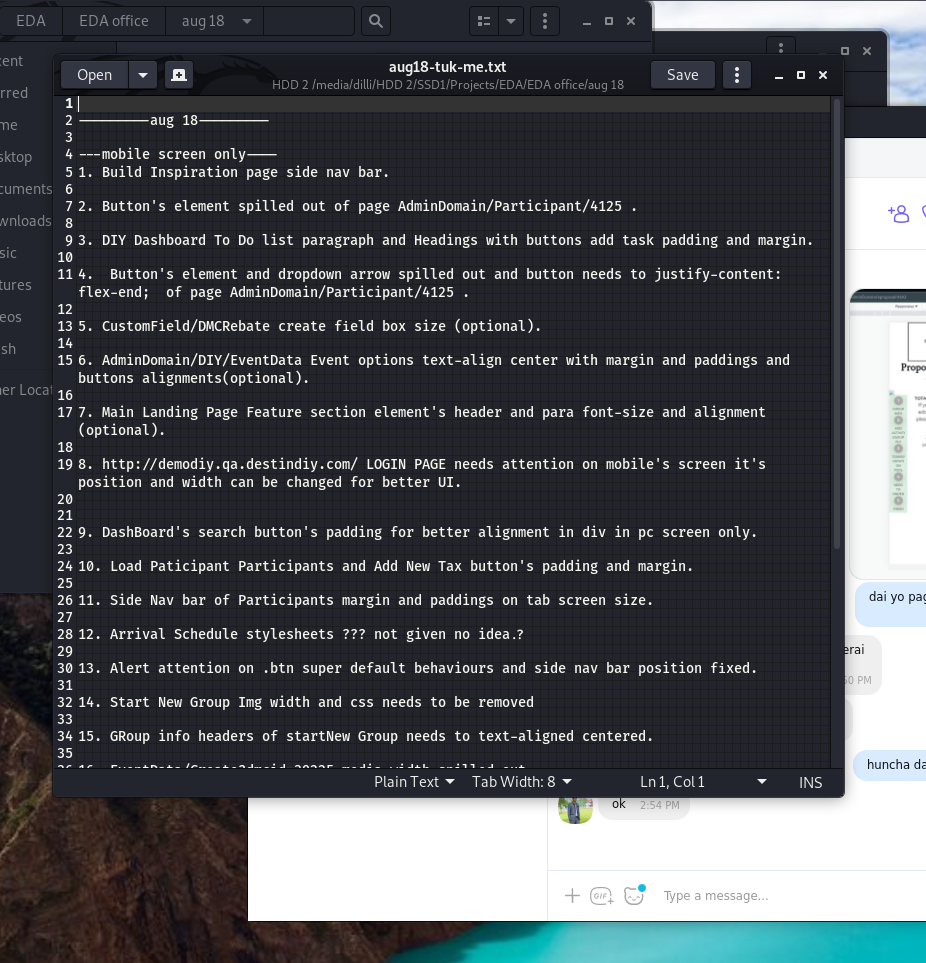 EDA
EDA office
aug 18
Open
aug18-tuk-me.txt
HDD 2 /media/dilli/HDD 2/SSD1/Projects/EDA/EDA office/aug 18
Save
1
2 ---------aug 18---------
3
4 ---mobile screen only----
5 1. Build Inspiration page side nav bar.
6
7 2. Button's element spilled out of page AdminDomain/Participant/4125 .
8
9 3. DIY Dashboard To Do list paragraph and Headings with buttons add task padding and margin.
10
11 4.  Button's element and dropdown arrow spilled out and button needs to justify-content:
flex-end;  of page AdminDomain/Participant/4125 .
12
13 5. CustomField/DMCRebate create field box size (optional).
14
15 6. AdminDomain/DIY/EventData Event options text-align center with margin and paddings and
buttons alignments(optional).
16
17 7. Main Landing Page Feature section element's header and para font-size and alignment
(optional).
18
19 8. http://demodiy.qa.destindiy.com/ LOGIN PAGE needs attention on mobile's screen it's
position and width can be changed for better UI.
20
21
22 9. DashBoard's search button's padding for better alignment in div in pc screen only.
23
24 10. Load Paticipant Participants and Add New Tax button's padding and margin.
25
26 11. Side Nav bar of Participants margin and paddings on tab screen size.
27
28 12. Arrival Schedule stylesheets ??? not given no idea.?
29
30 13. Alert attention on .btn super default behaviours and side nav bar position fixed.
31
32 14. Start New Group Img width and css needs to be removed
33
34 15. GRoup info headers of startNew Group needs to text-aligned centered.
35
Plain Text
Tab Width: 8
Ln 1, Col 1
INS
cent
rred
me
sktop
cuments
wnloads
sic
tures
eos
sh
er Locat
Propo
dai yo pag
erai
50 PM
huncha da
ok
2:54 PM
GIF
Type a message...